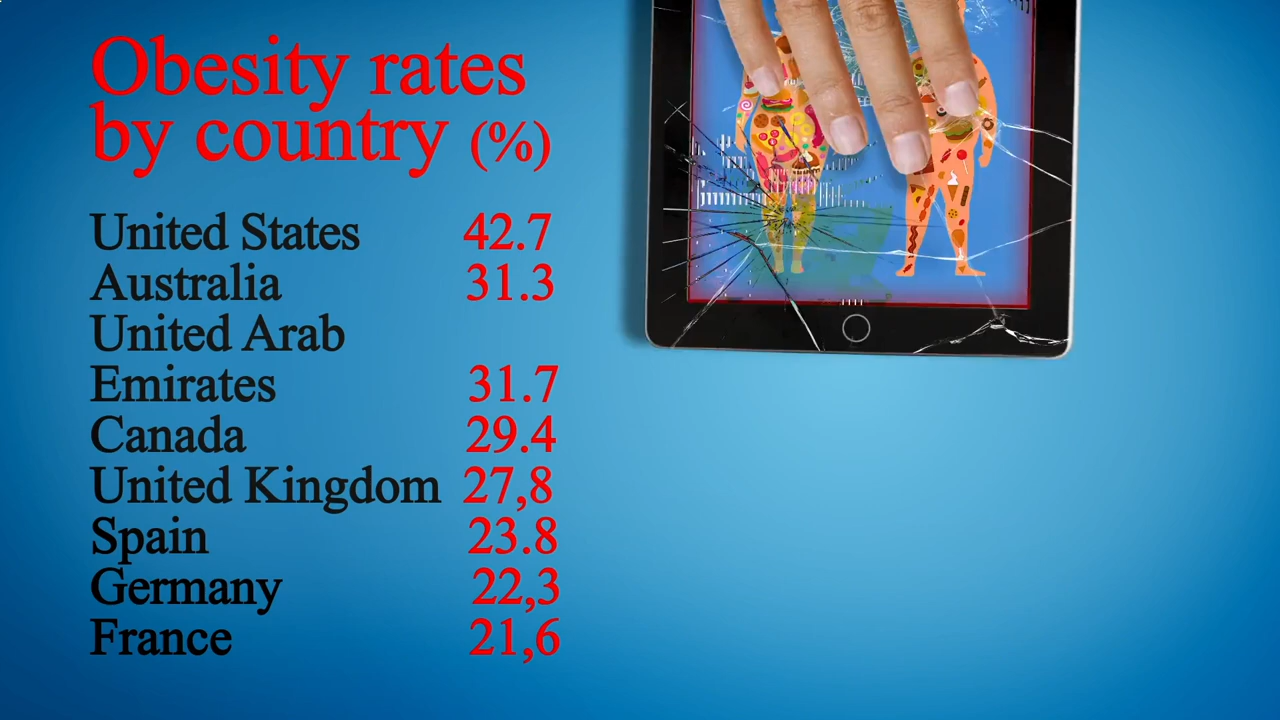 Obesity rates
by country (%)
United States 42.7
Australia 31.3
United Arab
Emirates 31.7
Canada 29.4
United Kingdom 27,8
Spain 23.8
Germany 22,3
France 21,6